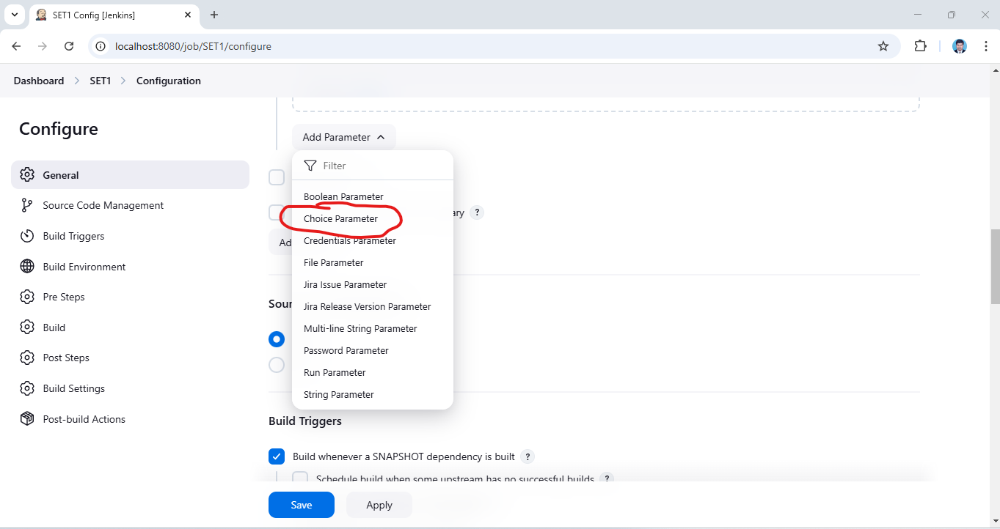 SET1 Config [Jenkins]
localhost:8080/job/SET1/configure
Dashboard > SET1 > Configuration
Configure
General
Source Code Management
Build Triggers
Build Environment
Pre Steps
Build
Post Steps
Build Settings
Post-build Actions
Add Parameter
Filter
Boolean Parameter
Choice Parameter
Credentials Parameter
File Parameter
Jira Issue Parameter
Jira Release Version Parameter
Multi-line String Parameter
Password Parameter
Run Parameter
String Parameter
ary ?
Ad
Sour
Build Triggers
Build whenever a SNAPSHOT dependency is built ?
Schedule build when some upstream has no successful builds ?
Save
Apply